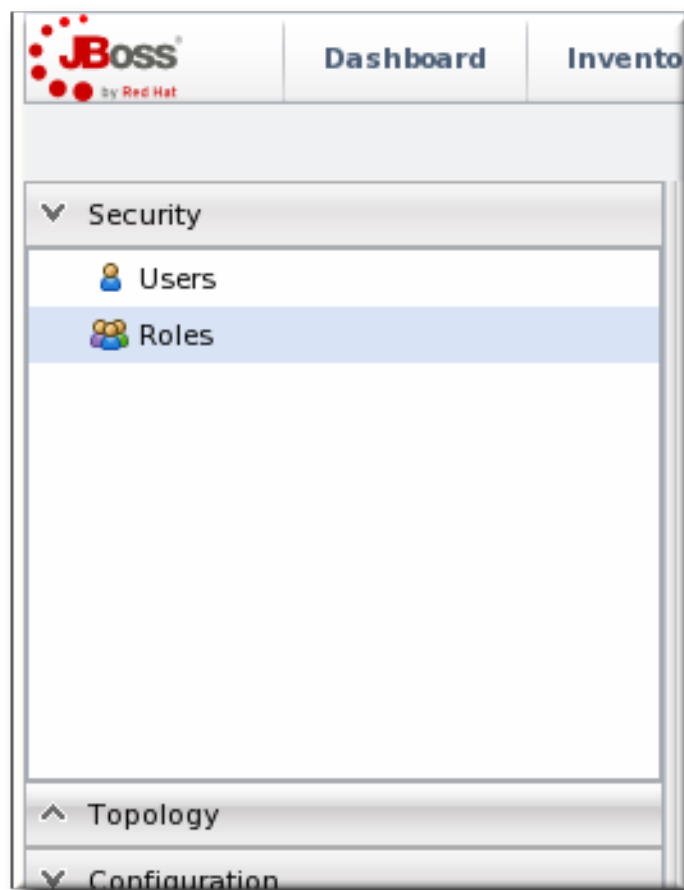 JBoss
by Red Hat
Dashboard
Invento
Security
Users
Roles
Topology
Configuration